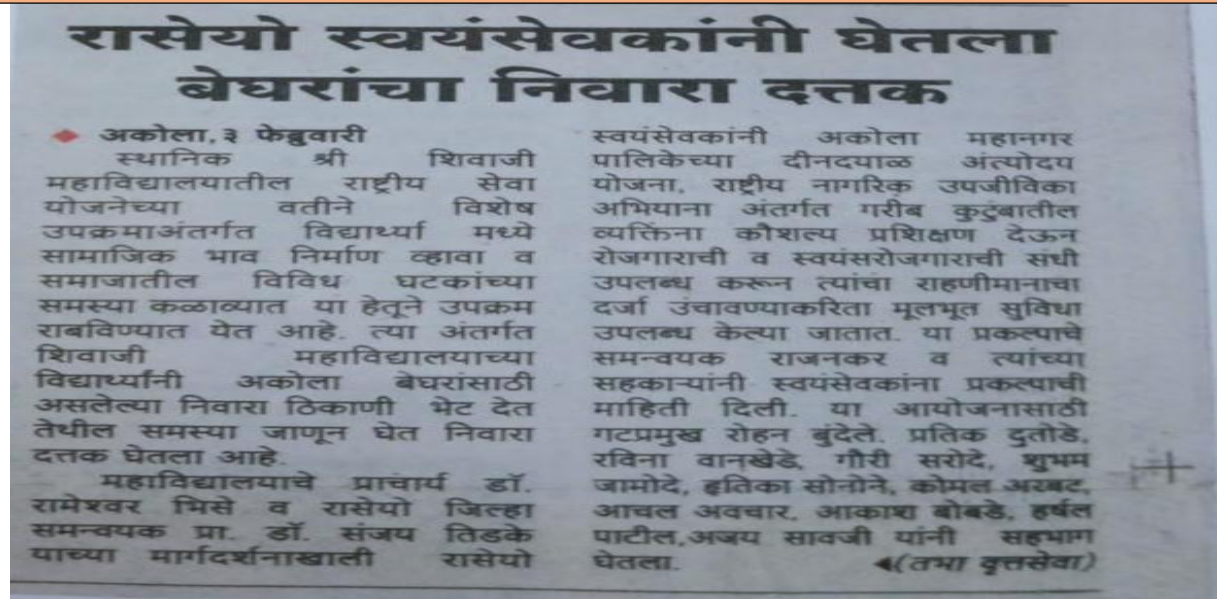 रासेयो स्वयंसेवकांनी घेतला
बेघरांचा निवारा दत्तक
अकोला, ३ फेब्रुवारी
स्थानिक श्री शिवाजी
महाविद्यालयातील राष्ट्रीय सेवा
योजनेच्या वतीने विशेष
उपक्रमाअंतर्गत विद्यार्थ्यां मध्ये
सामाजिक भाव निर्माण व्हावा व
समाजातील विविध घटकांच्या
समस्या कळाव्यात या हेतूने उपक्रम
राबविण्यात येत आहे. त्या अंतर्गत
शिवाजी महाविद्यालयाच्या
विद्यार्थ्यांनी अकोला बेघरांसाठी
असलेल्या निवारा ठिकाणी भेट देत
तेथील समस्या जाणून घेत निवारा
दत्तक घेतला आहे.
महाविद्यालयाचे प्राचार्य डॉ.
रामेश्वर भिसे व रासेयो जिल्हा
समन्वयक प्रा. डॉ. संजय तिडके
याच्या मार्गदर्शनाखाली रासेयो
स्वयंसेवकांनी अकोला महानगर
पालिकेच्या दीनदयाळ अंत्योदय
योजना, राष्ट्रीय नागरिक उपजीविका
अभियाना अंतर्गत गरीब कुटुंबातील
व्यक्तिंना कौशल्य प्रशिक्षण देऊन
रोजगाराची व स्वयंसरोजगाराची संधी
उपलब्ध करून त्यांचा राहणीमानाचा
दर्जा उंचावण्याकरिता मूलभूत सुविधा
उपलब्ध केल्या जातात. या प्रकल्पाचे
समन्वयक राजनकर व त्यांच्या
सहकाऱ्यांनी स्वयंसेवकांना प्रकल्पाची
माहिती दिली. या आयोजनासाठी
गटप्रमुख रोहन बुंदेले, प्रतिक दुतोडे,
रविना वानखेडे, गौरी सरोदे, शुभम
जामोदे, इतिका सोनोने, कोमल अरबट,
आचल अवचार, आकाश बोबडे, हर्षल
पाटील,अजय सावजी यांनी सहभाग
घेतला. (तभा वृत्तसेवा)